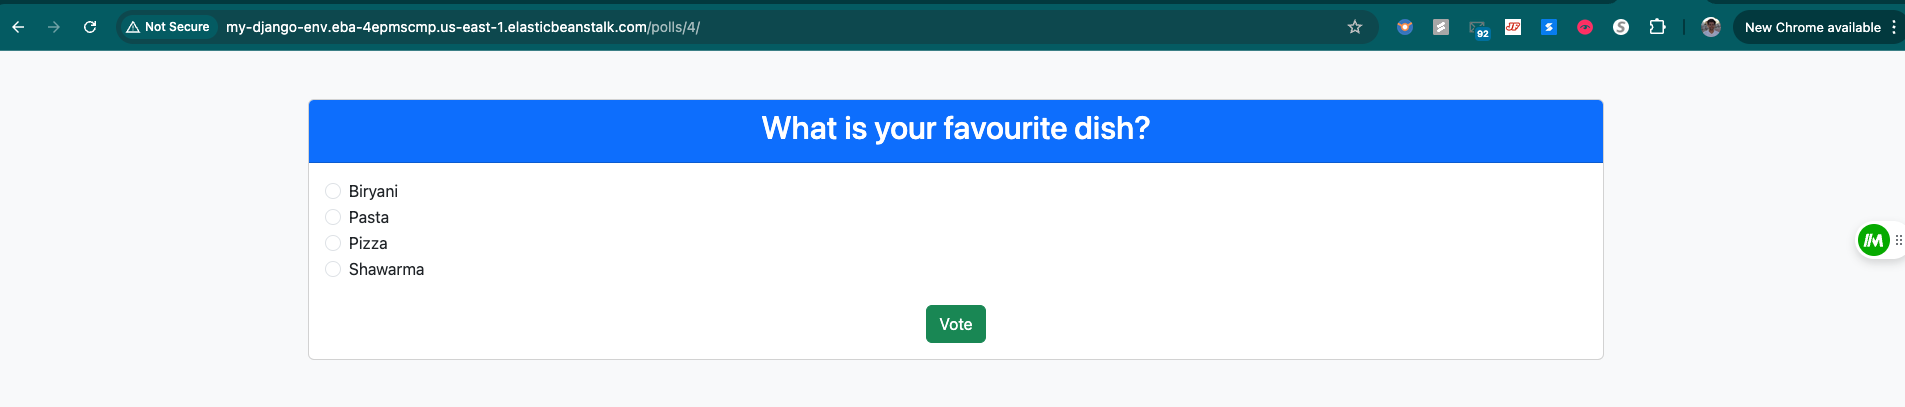 Not Secure my-django-env.eba-4epmscmp.us-east-1.elasticbeanstalk.com/polls/4/ 92 New Chrome available
What is your favourite dish?
Biryani
Pasta
Pizza
Shawarma
Vote